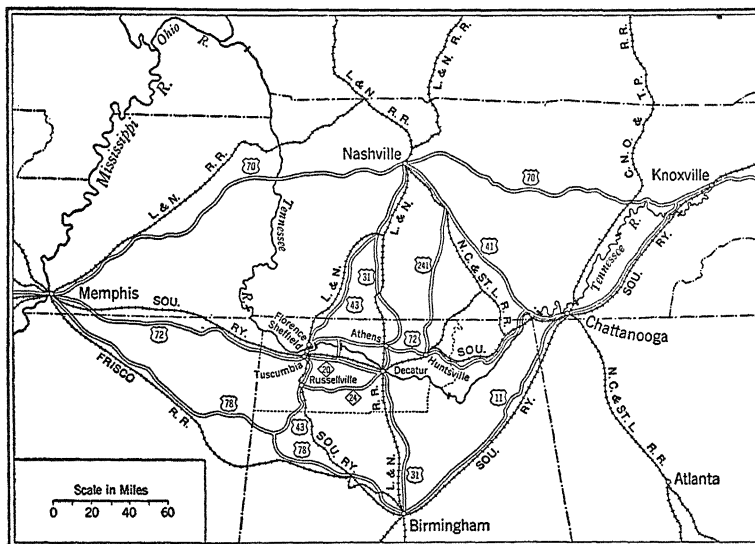 Ohio
R.
Mississippi
R.
L. & N. R. R.
L. & N. R. R.
C. N. O. & T. P. R. R.
Nashville
Knoxville
70
70
L. & N. R. R.
Tennessee
R.
L. & N.
L. & N.
31
43
241
41
N.C. & ST. L. R. R.
Tennessee
R.
SOU. RY.
Memphis
SOU. RY.
72
Florence
Sheffield
Athens
72
SOU.
Chattanooga
Tuscumbia
20
Decatur
Huntsville
Russellville
24
R. R.
FRISCO R. R.
78
43
78
SOU. RY.
L. & N.
31
11
SOU. RY.
N.C. & ST. L. R. R.
Atlanta
Birmingham
Scale in Miles
0 20 40 60